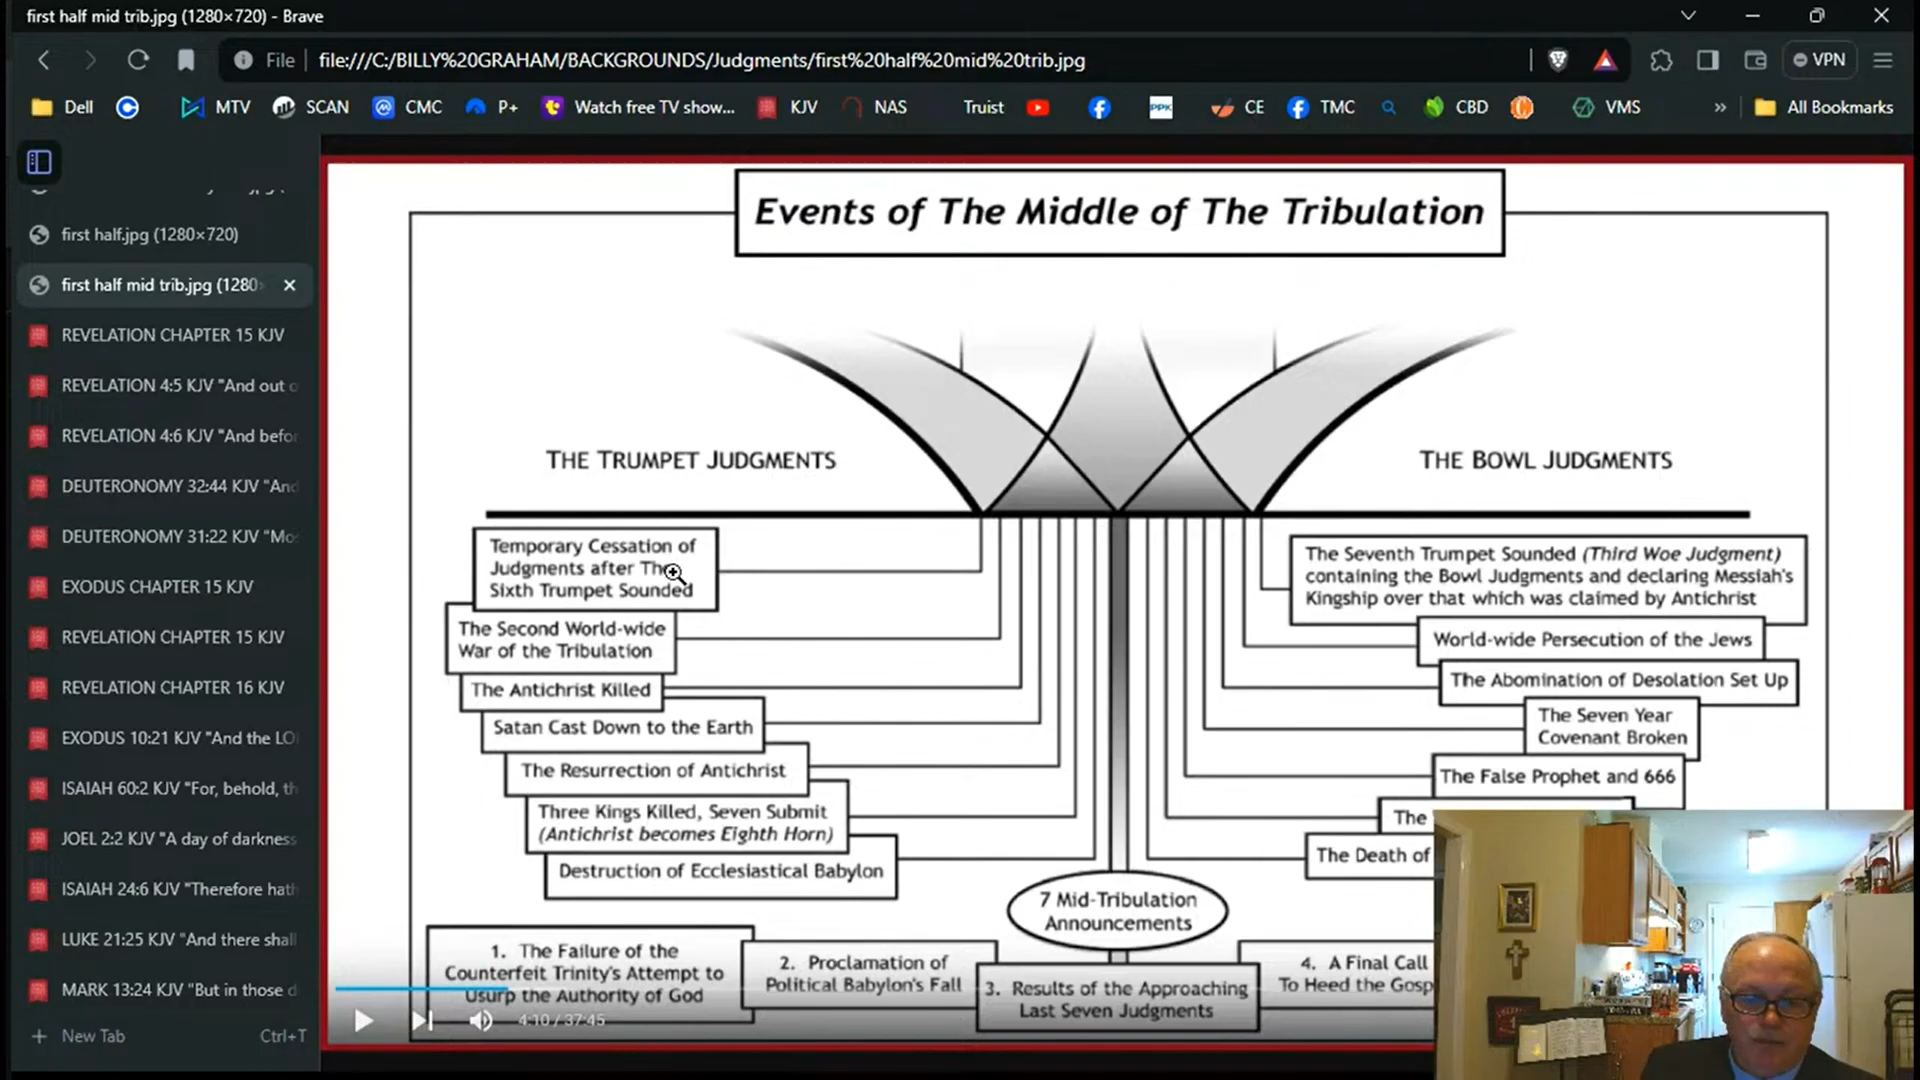 first half mid trib.jpg (1280×720) - Brave
File
file:///C:/BILLY%20GRAHAM/BACKGROUNDS/Judgments/first%20half%20mid%20trib.jpg
VPN
Dell
MTV
SCAN
CMC
P+
Watch free TV show...
KJV
NAS
Truist
PPK
CE
TMC
CBD
VMS
»
All Bookmarks
first half.jpg (1280×720)
first half mid trib.jpg (1280
REVELATION CHAPTER 15 KJV
REVELATION 4:5 KJV "And out o
REVELATION 4:6 KJV "And befor
DEUTERONOMY 32:44 KJV "And
DEUTERONOMY 31:22 KJV "Mos
EXODUS CHAPTER 15 KJV
REVELATION CHAPTER 15 KJV
REVELATION CHAPTER 16 KJV
EXODUS 10:21 KJV "And the LO
ISAIAH 60:2 KJV "For, behold, th
JOEL 2:2 KJV "A day of darkness
ISAIAH 24:6 KJV "Therefore hath
LUKE 21:25 KJV "And there shall
MARK 13:24 KJV "But in those d
New Tab
Ctrl+T
Events of The Middle of The Tribulation
THE TRUMPET JUDGMENTS
THE BOWL JUDGMENTS
Temporary Cessation of
Judgments after The
Sixth Trumpet Sounded
The Second World-wide
War of the Tribulation
The Antichrist Killed
Satan Cast Down to the Earth
The Resurrection of Antichrist
Three Kings Killed, Seven Submit
(Antichrist becomes Eighth Horn)
Destruction of Ecclesiastical Babylon
The Seventh Trumpet Sounded (Third Woe Judgment)
containing the Bowl Judgments and declaring Messiah's
Kingship over that which was claimed by Antichrist
World-wide Persecution of the Jews
The Abomination of Desolation Set Up
The Seven Year
Covenant Broken
The False Prophet and 666
The
The Death of
7 Mid-Tribulation
Announcements
1. The Failure of the
Counterfeit Trinity's Attempt to
Usurp the Authority of God
2. Proclamation of
Political Babylon's Fall
3. Results of the Approaching
Last Seven Judgments
4. A Final Call
To Heed the Gosp
4:10 / 37:45